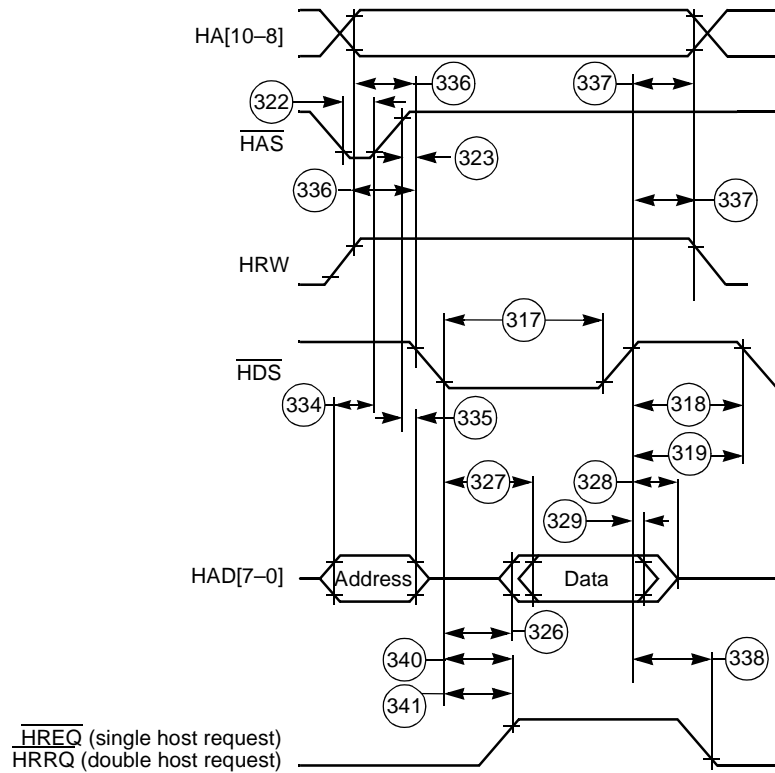 HA[10–8]
336
337
322
HAS
323
336
337
HRW
317
HDS
334
335
318
319
327
328
329
HAD[7–0]
Address
Data
326
340
338
341
HREQ (single host request)
HRRQ (double host request)